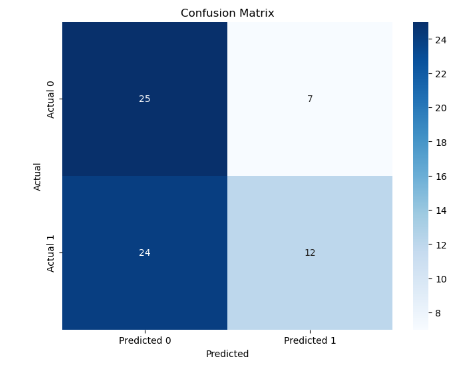 Confusion Matrix
Actual
Actual 0
25
7
Actual 1
24
12
Predicted 0
Predicted 1
Predicted
24
22
20
18
16
14
12
10
8